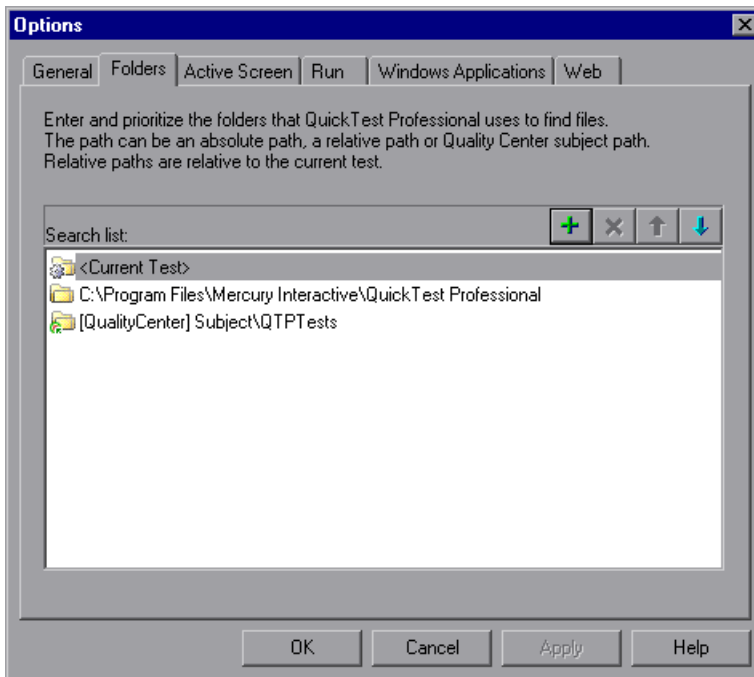 Options
General Folders Active Screen Run Windows Applications Web
Enter and prioritize the folders that QuickTest Professional uses to find files.
The path can be an absolute path, a relative path or Quality Center subject path.
Relative paths are relative to the current test.
Search list:
<Current Test>
C:\Program Files\Mercury Interactive\QuickTest Professional
[QualityCenter] Subject\QTPTests
OK Cancel Apply Help